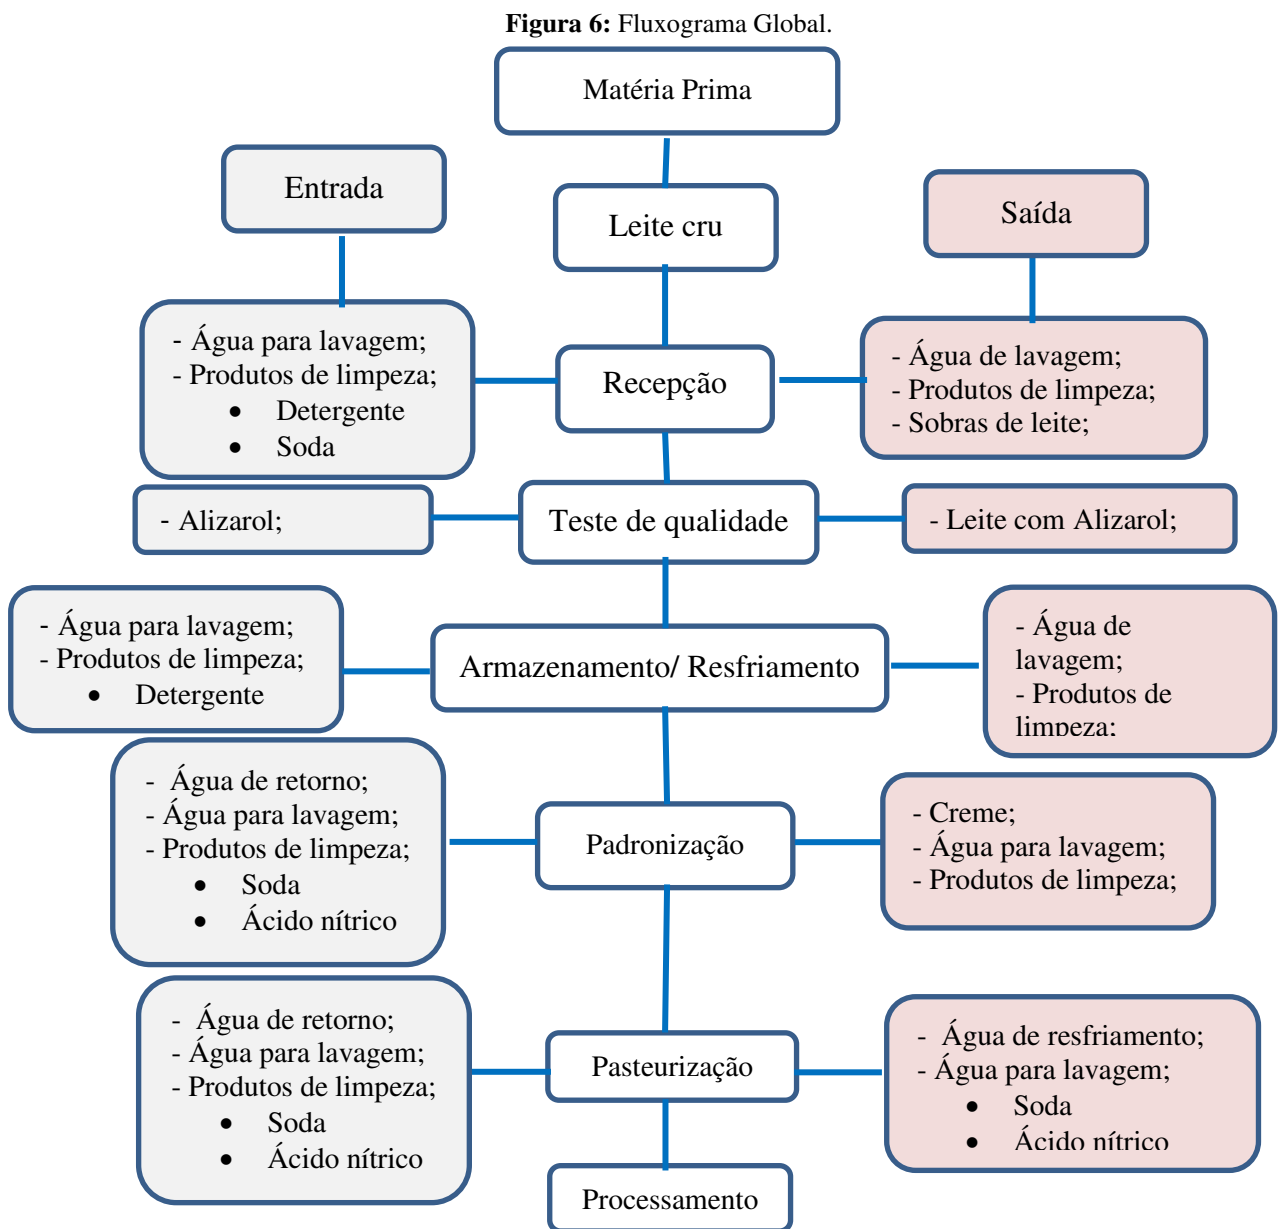 Figura 6: Fluxograma Global.
Matéria Prima
Entrada
Leite cru
Saída
- Água para lavagem;
- Produtos de limpeza;
• Detergente
• Soda
Recepção
- Água de lavagem;
- Produtos de limpeza;
- Sobras de leite;
- Alizarol;
Teste de qualidade
- Leite com Alizarol;
- Água para lavagem;
- Produtos de limpeza;
• Detergente
Armazenamento/ Resfriamento
- Água de
lavagem;
- Produtos de
limpeza;
- Água de retorno;
- Água para lavagem;
- Produtos de limpeza;
• Soda
• Ácido nítrico
Padronização
- Creme;
- Água para lavagem;
- Produtos de limpeza;
- Água de retorno;
- Água para lavagem;
- Produtos de limpeza;
• Soda
• Ácido nítrico
Pasteurização
- Água de resfriamento;
- Água para lavagem;
• Soda
• Ácido nítrico
Processamento